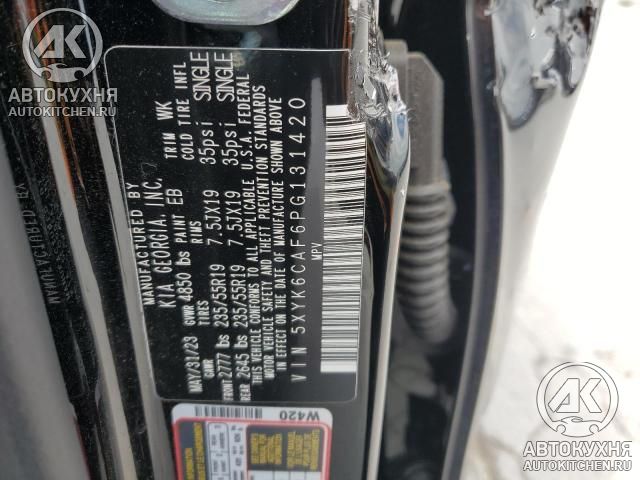 АВТОКУХНЯ
AUTOKITCHEN.RU
MANUFACTURED BY
KIA GEORGIA, INC.
MAY/31/23 GVWR 4850 lbs PAINT EB TRIM WK
GAWR TIRES RIMS COLD TIRE INFL
FRONT 2777 lbs 235/55R19 7.5JX19 35psi SINGLE
REAR 2645 lbs 235/55R19 7.5JX19 35psi SINGLE
THIS VEHICLE CONFORMS TO ALL APPLICABLE U.S.A. FEDERAL
MOTOR VEHICLE SAFETY AND THEFT PREVENTION STANDARDS
IN EFFECT ON THE DATE OF MANUFACTURE SHOWN ABOVE
VIN 5XYK6CAF6PG131420
MPV
W420
АВТОКУХНЯ
AUTOKITCHEN.RU